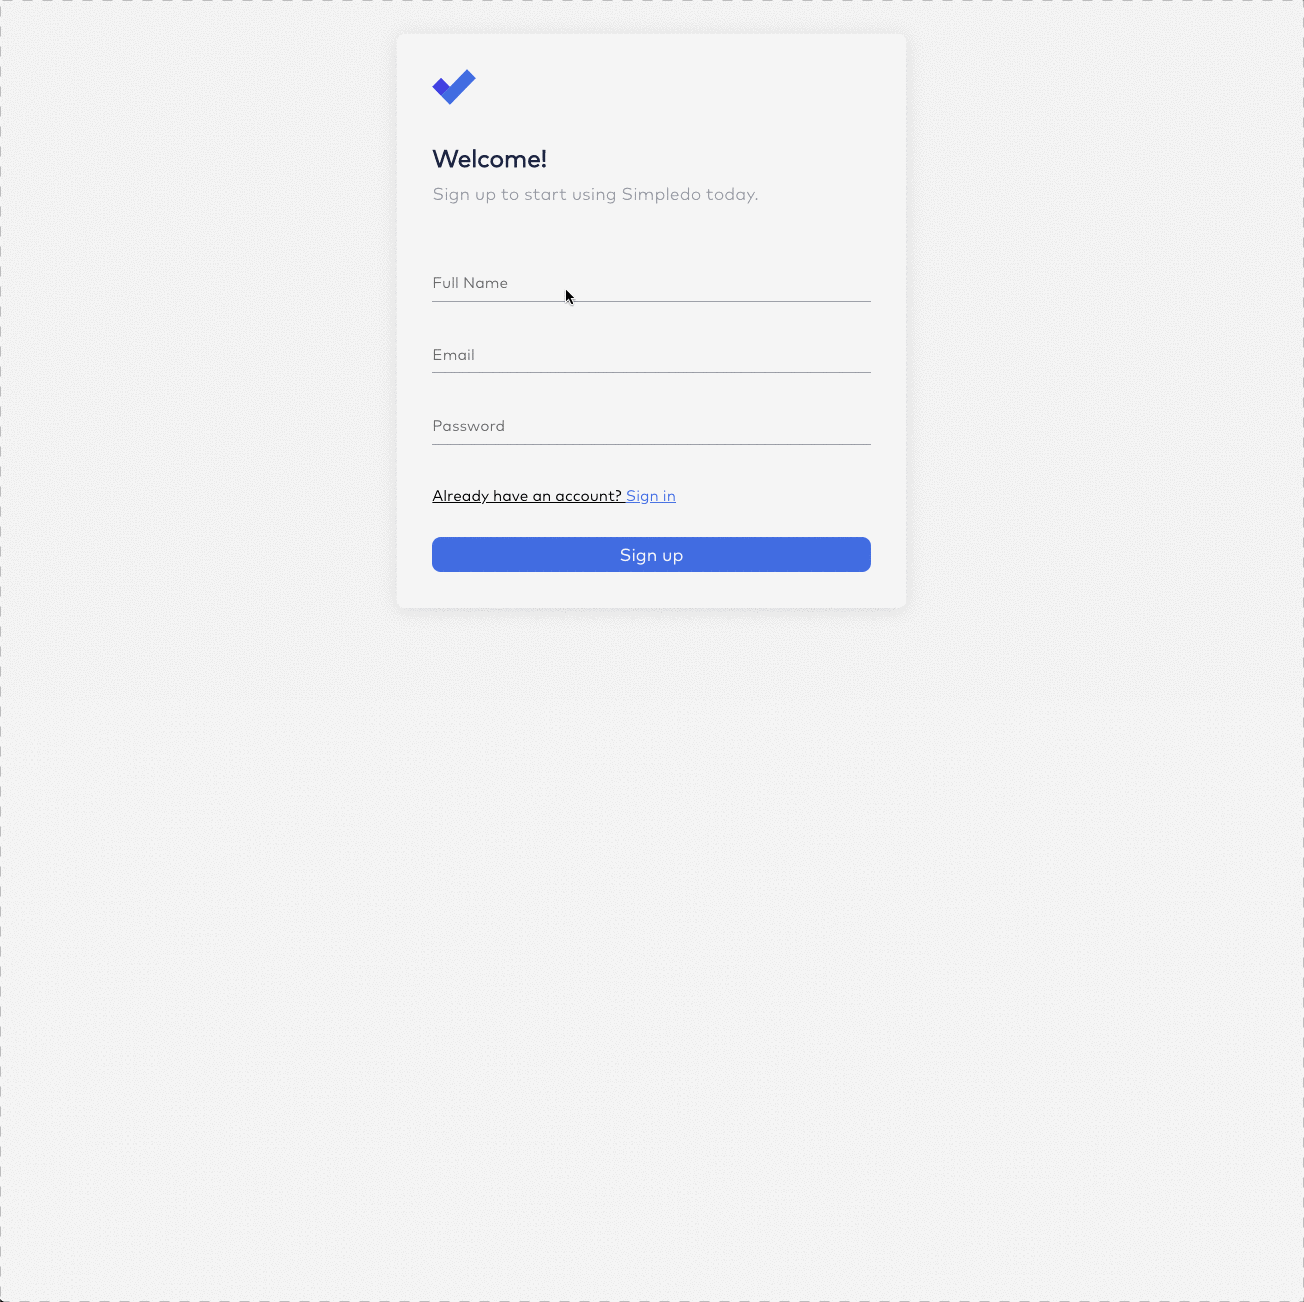 Welcome!
Sign up to start using Simpledo today.
Full Name
Email
Password
Already have an account? Sign in
Sign up